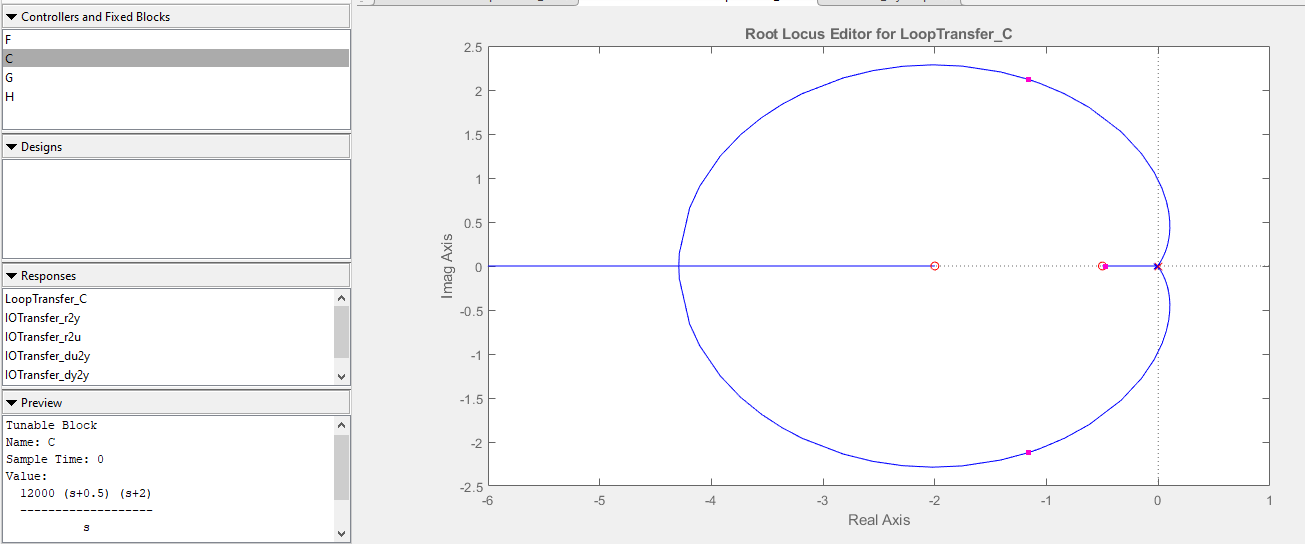 Controllers and Fixed Blocks
F
C
G
H
Designs
Responses
LoopTransfer_C
IOTransfer_r2y
IOTransfer_r2u
IOTransfer_du2y
IOTransfer_dy2y
Preview
Tunable Block
Name: C
Sample Time: 0
Value:
12000 (s+0.5) (s+2)
-------------------
s
Root Locus Editor for LoopTransfer_C
2.5
2
1.5
1
0.5
0
-0.5
-1
-1.5
-2
-2.5
Imag Axis
-6
-5
-4
-3
-2
-1
0
1
Real Axis